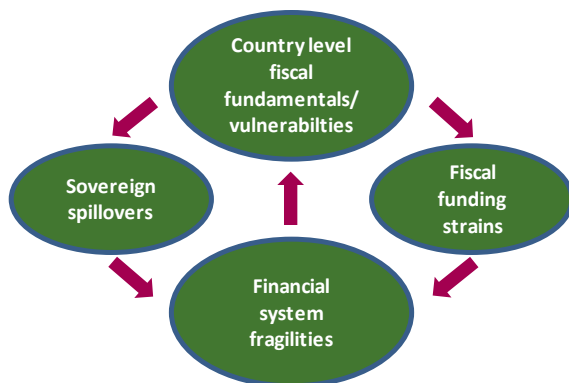 Country level
fiscal
fundamentals/
vulnerabilties
Sovereign
spillovers
Fiscal
funding
strains
Financial
system
fragilities